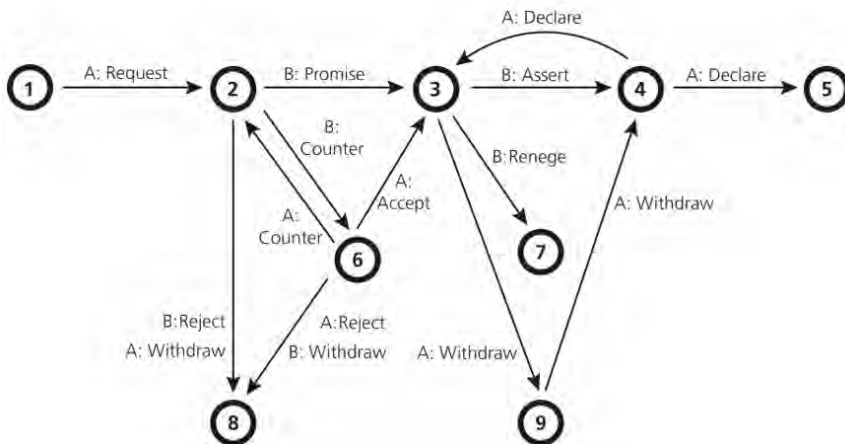 A: Declare
A: Request
B: Promise
B: Assert
A: Declare
1
2
3
4
5
B:
Counter
B:Renege
A:
Accept
A: Withdraw
A:
Counter
6
7
B:Reject
A: Withdraw
A:Reject
B: Withdraw
A: Withdraw
8
9